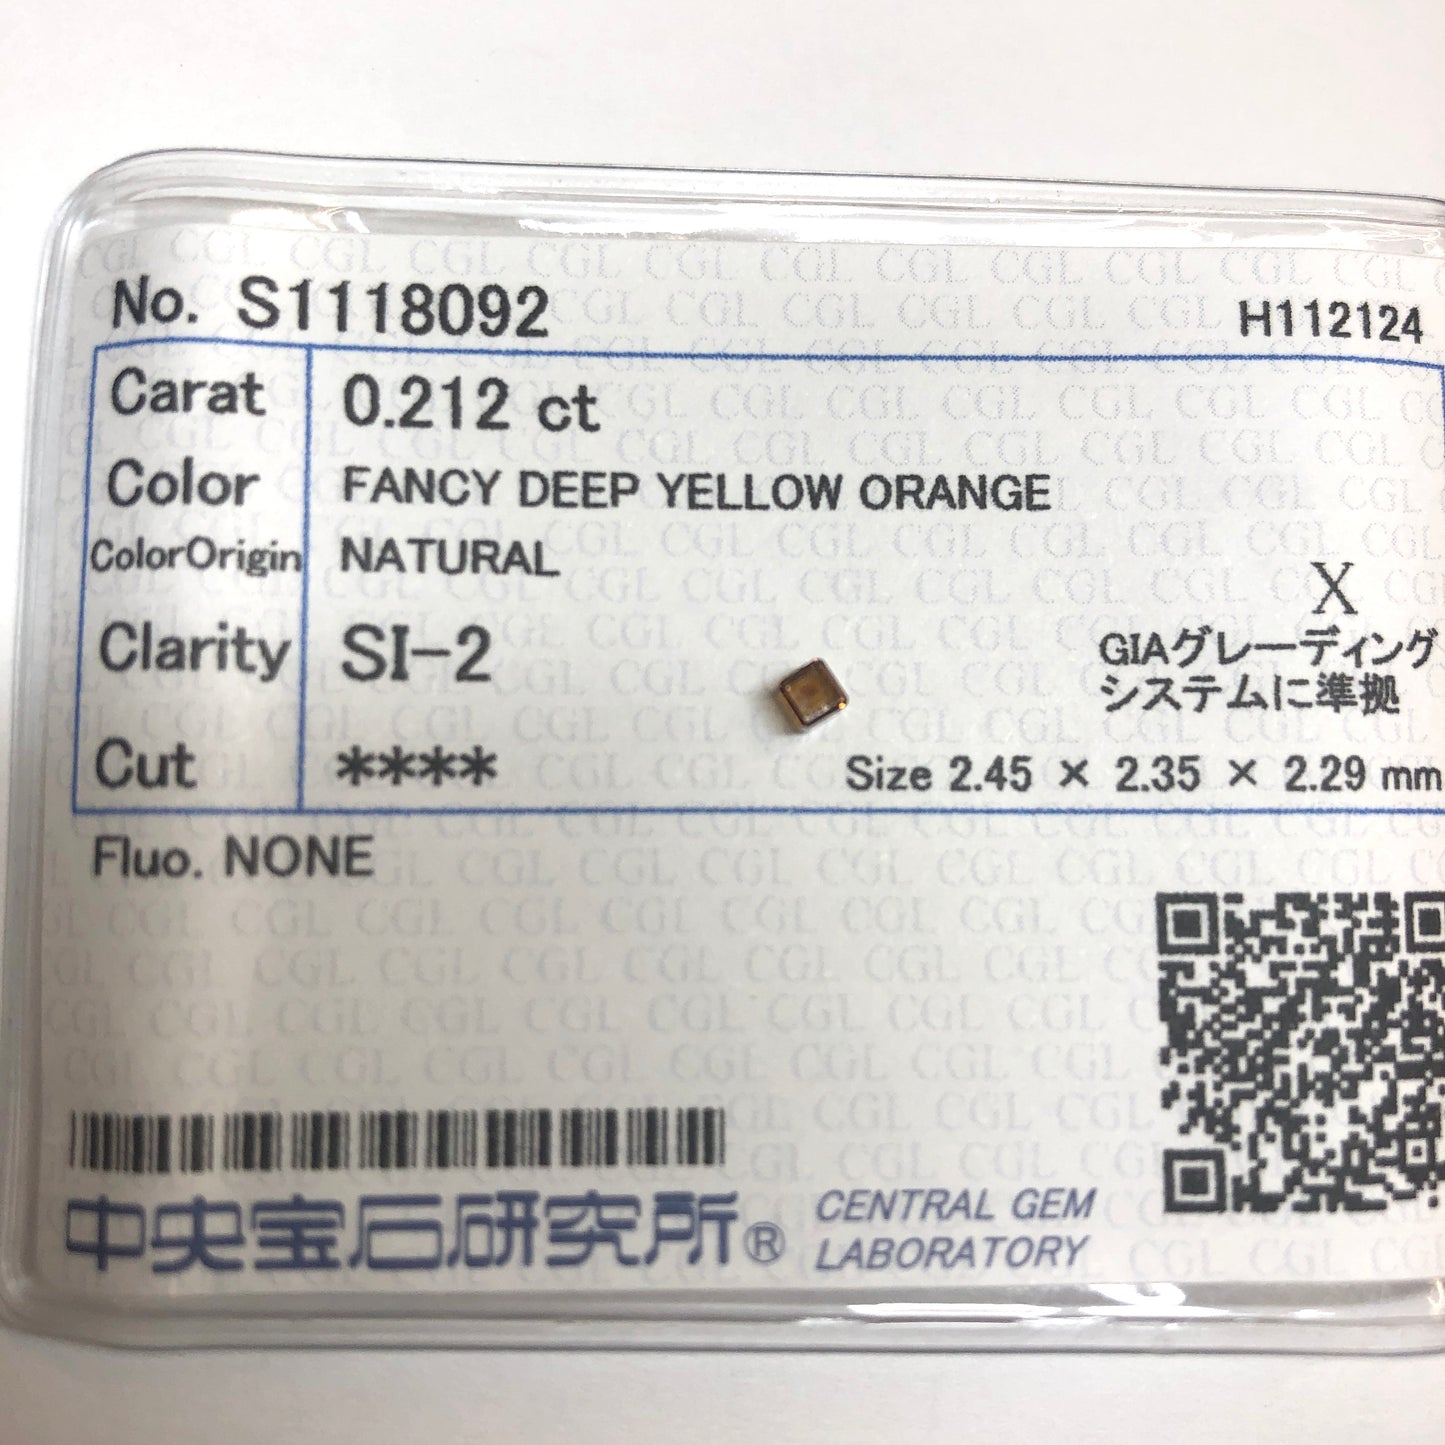 No. S1118092
H112124
Carat 0.212 ct
Color FANCY DEEP YELLOW ORANGE
ColorOrigin NATURAL
X
Clarity SI-2
GIAグレーディング
システムに準拠
Cut ****
Size 2.45 × 2.35 × 2.29 mm
Fluo. NONE
中央宝石研究所®
CENTRAL GEM
LABORATORY